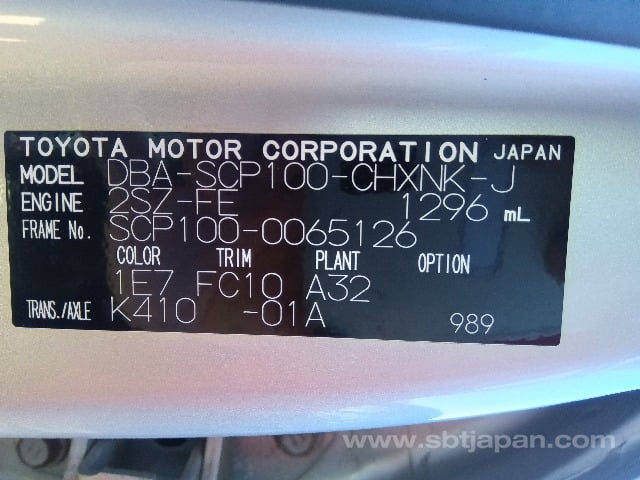 TOYOTA MOTOR CORPORATION JAPAN
MODEL DBA-SCP100-CHXNK-J
ENGINE 2SZ-FE 1296 mL
FRAME No. SCP100-0065126
COLOR TRIM PLANT OPTION
1E7 FC10 A32
TRANS./AXLE K410 -01A 989
www.sbtjapan.com